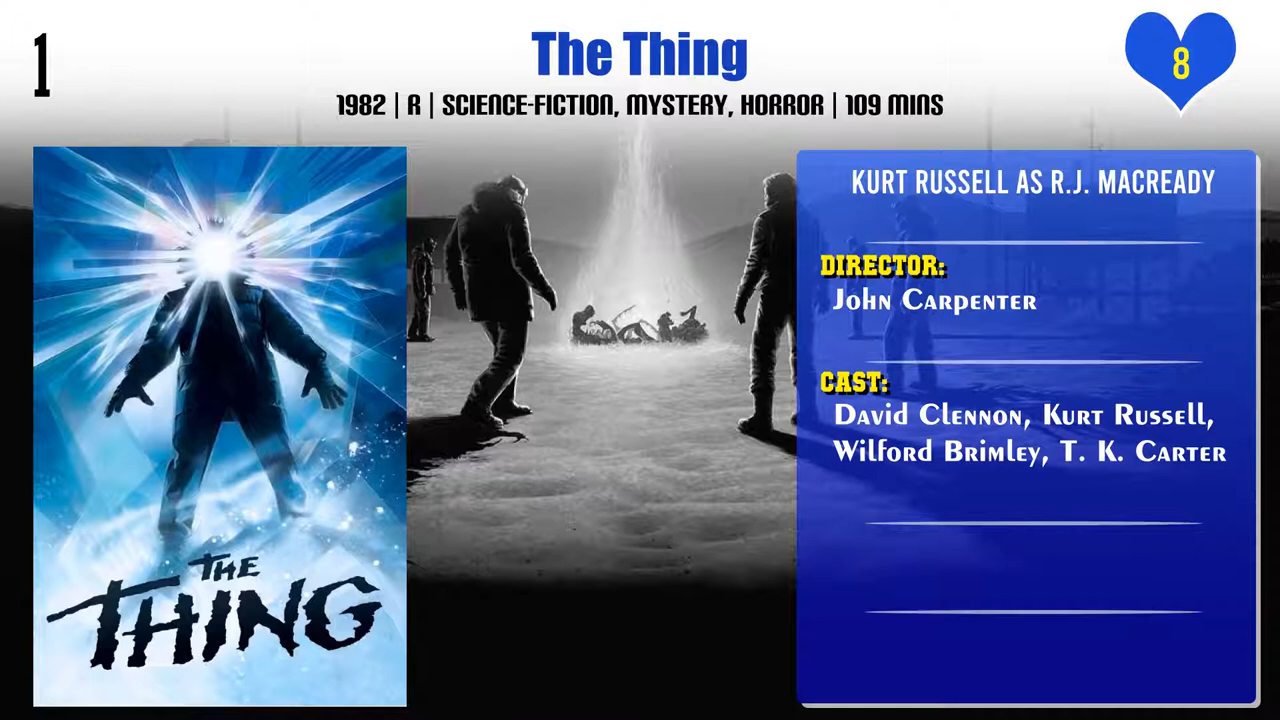 1
The Thing
8
1982 | R | SCIENCE-FICTION, MYSTERY, HORROR | 109 MINS
THE
THING
KURT RUSSELL AS R.J. MACREADY
DIRECTOR:
John Carpenter
CAST:
David Clennon, Kurt Russell,
Wilford Brimley, T. K. Carter